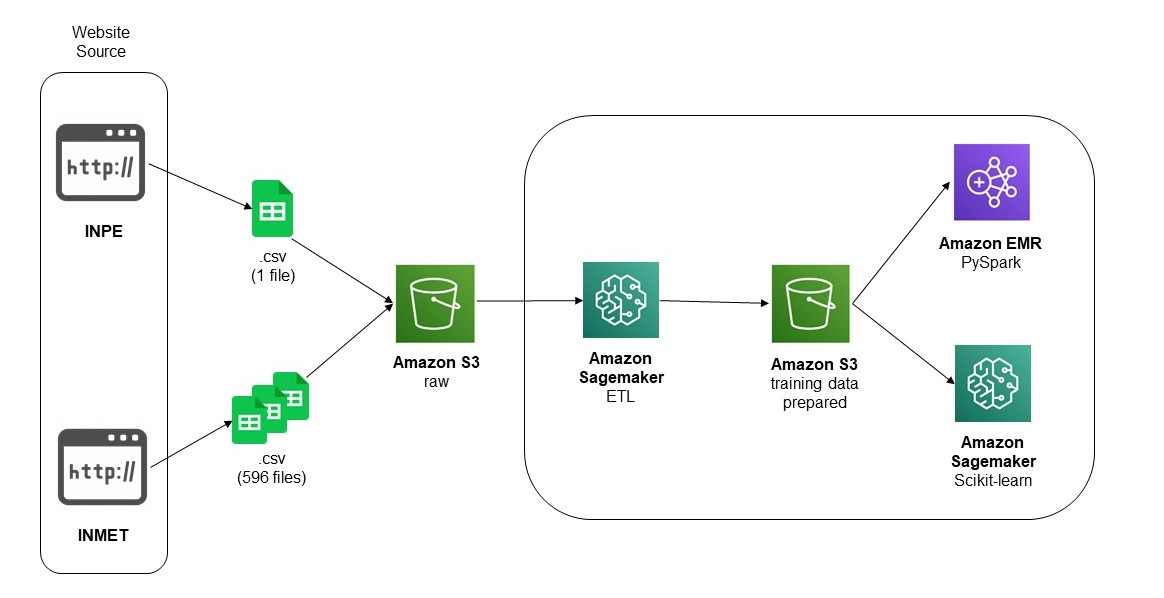 Website
Source
http://
INPE
.csv
(1 file)
http://
INMET
.csv
(596 files)
Amazon S3
raw
Amazon
Sagemaker
ETL
Amazon S3
training data
prepared
Amazon EMR
PySpark
Amazon
Sagemaker
Scikit-learn